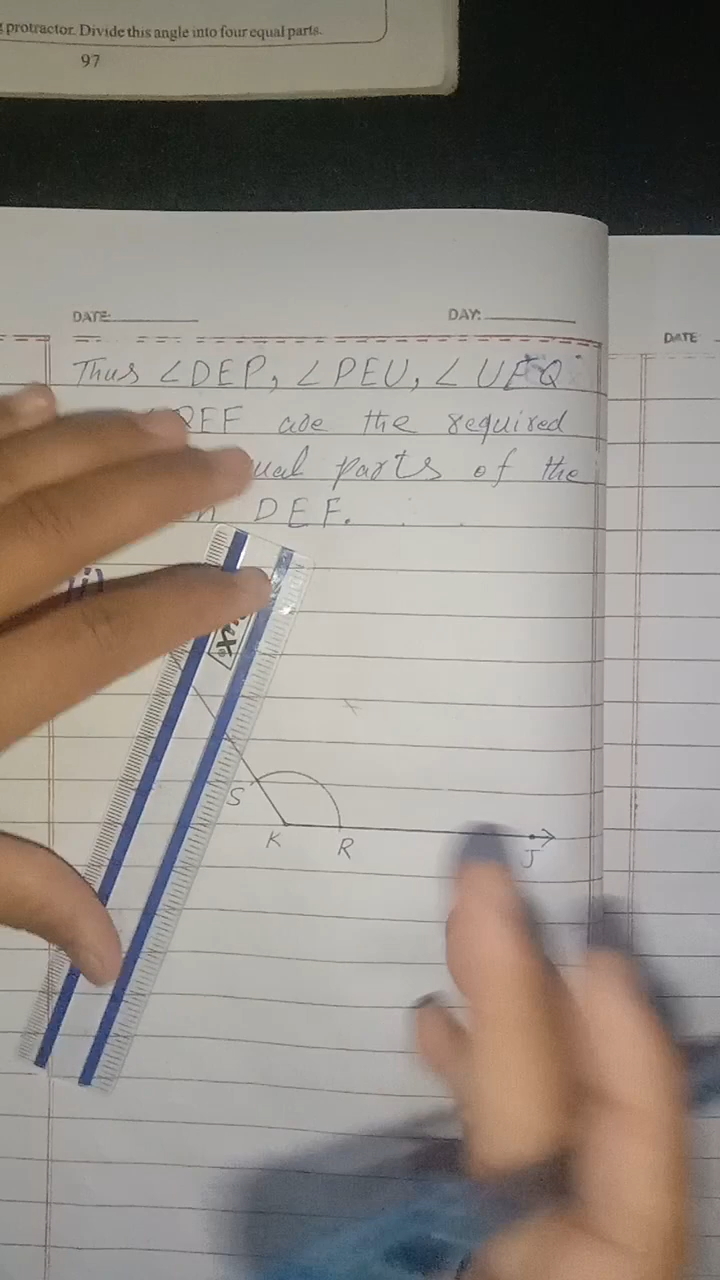 protractor. Divide this angle into four equal parts.
97
DATE:
DAY:
DATE
Thus ∠DEP, ∠PEU, ∠UEQ
QEF are the required
parts of the
DEF.
S
K
R
J